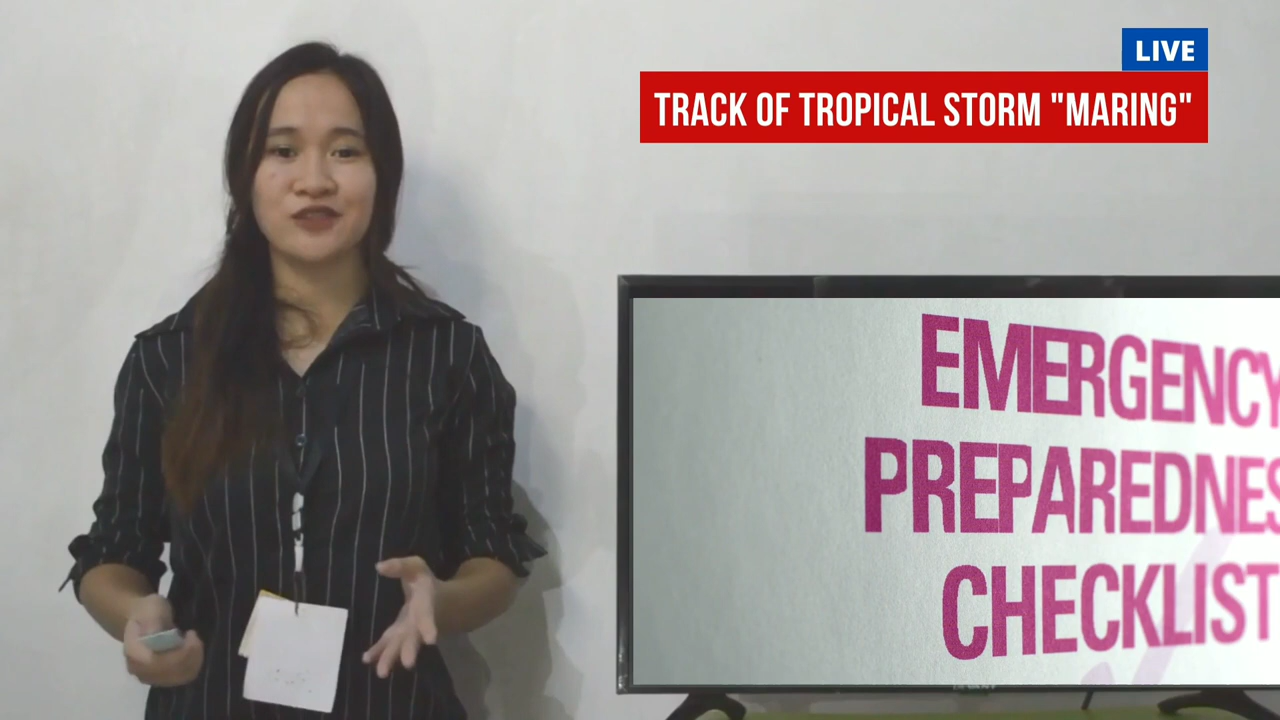 LIVE
TRACK OF TROPICAL STORM "MARING"
EMERGENCY
PREPAREDNES
CHECKLIST